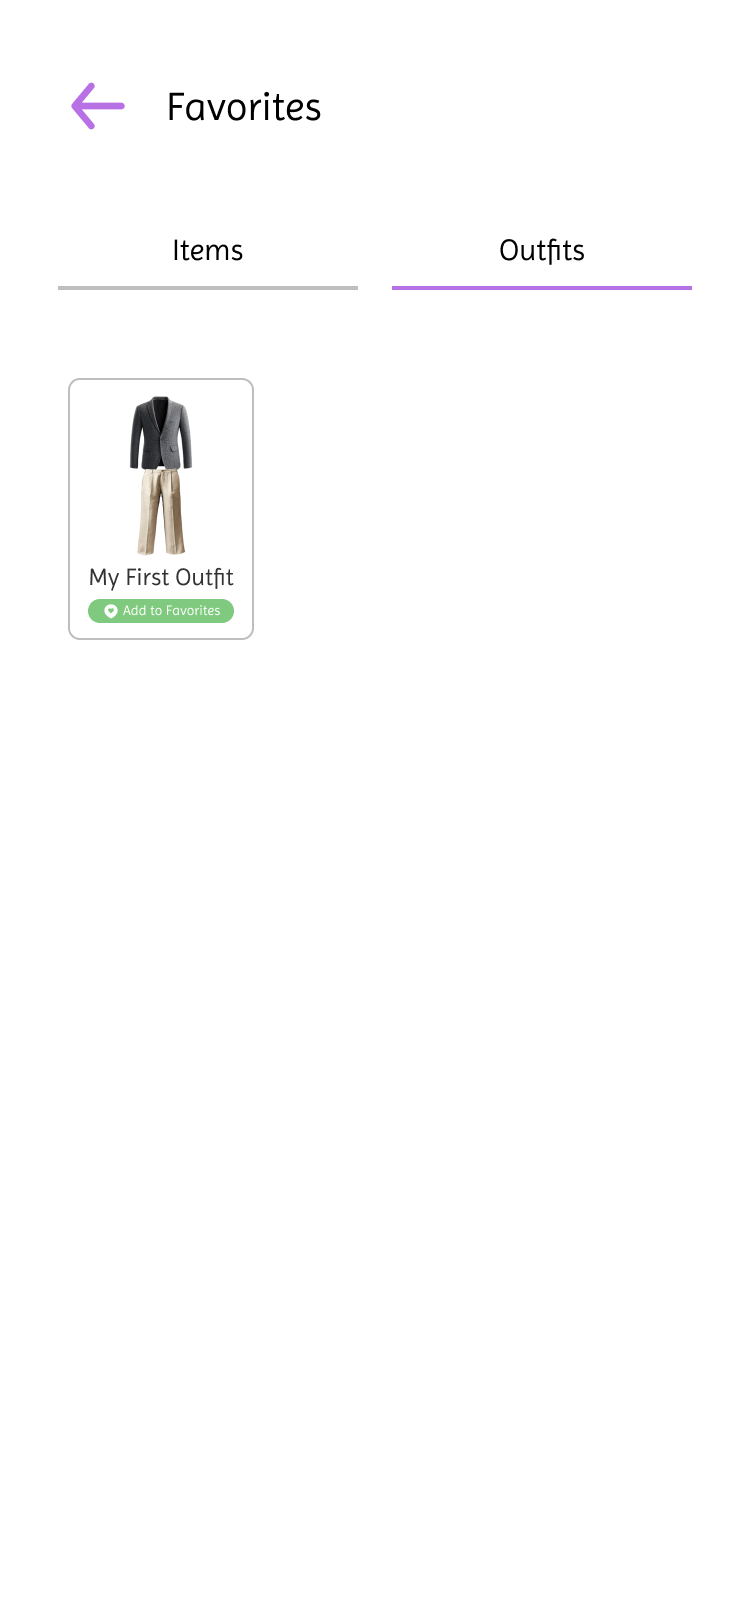 Favorites
Items
Outfits
My First Outfit
Add to Favorites